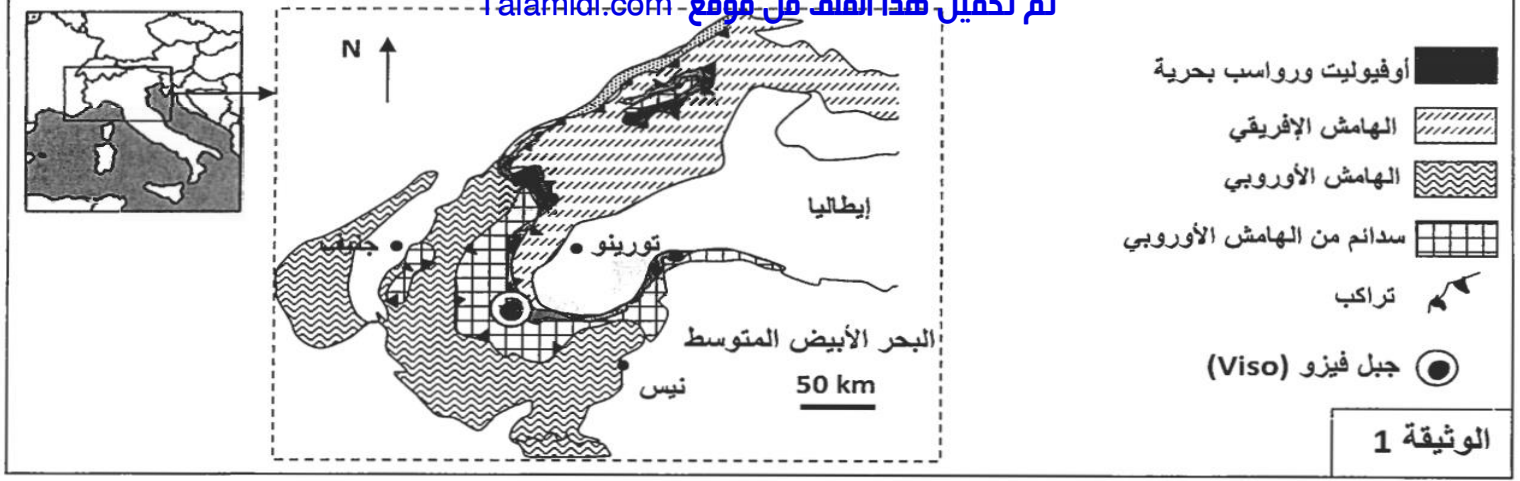 تم تحميل هذا الملف من موقع Talamidi.com
N
أوفيوليت ورواسب بحرية
الهامش الإفريقي
الهامش الأوروبي
سدائم من الهامش الأوروبي
تراكب
جبل فيزو (Viso)
إيطاليا
تورينو
جنيف
البحر الأبيض المتوسط
نيس
50 km
الوثيقة 1